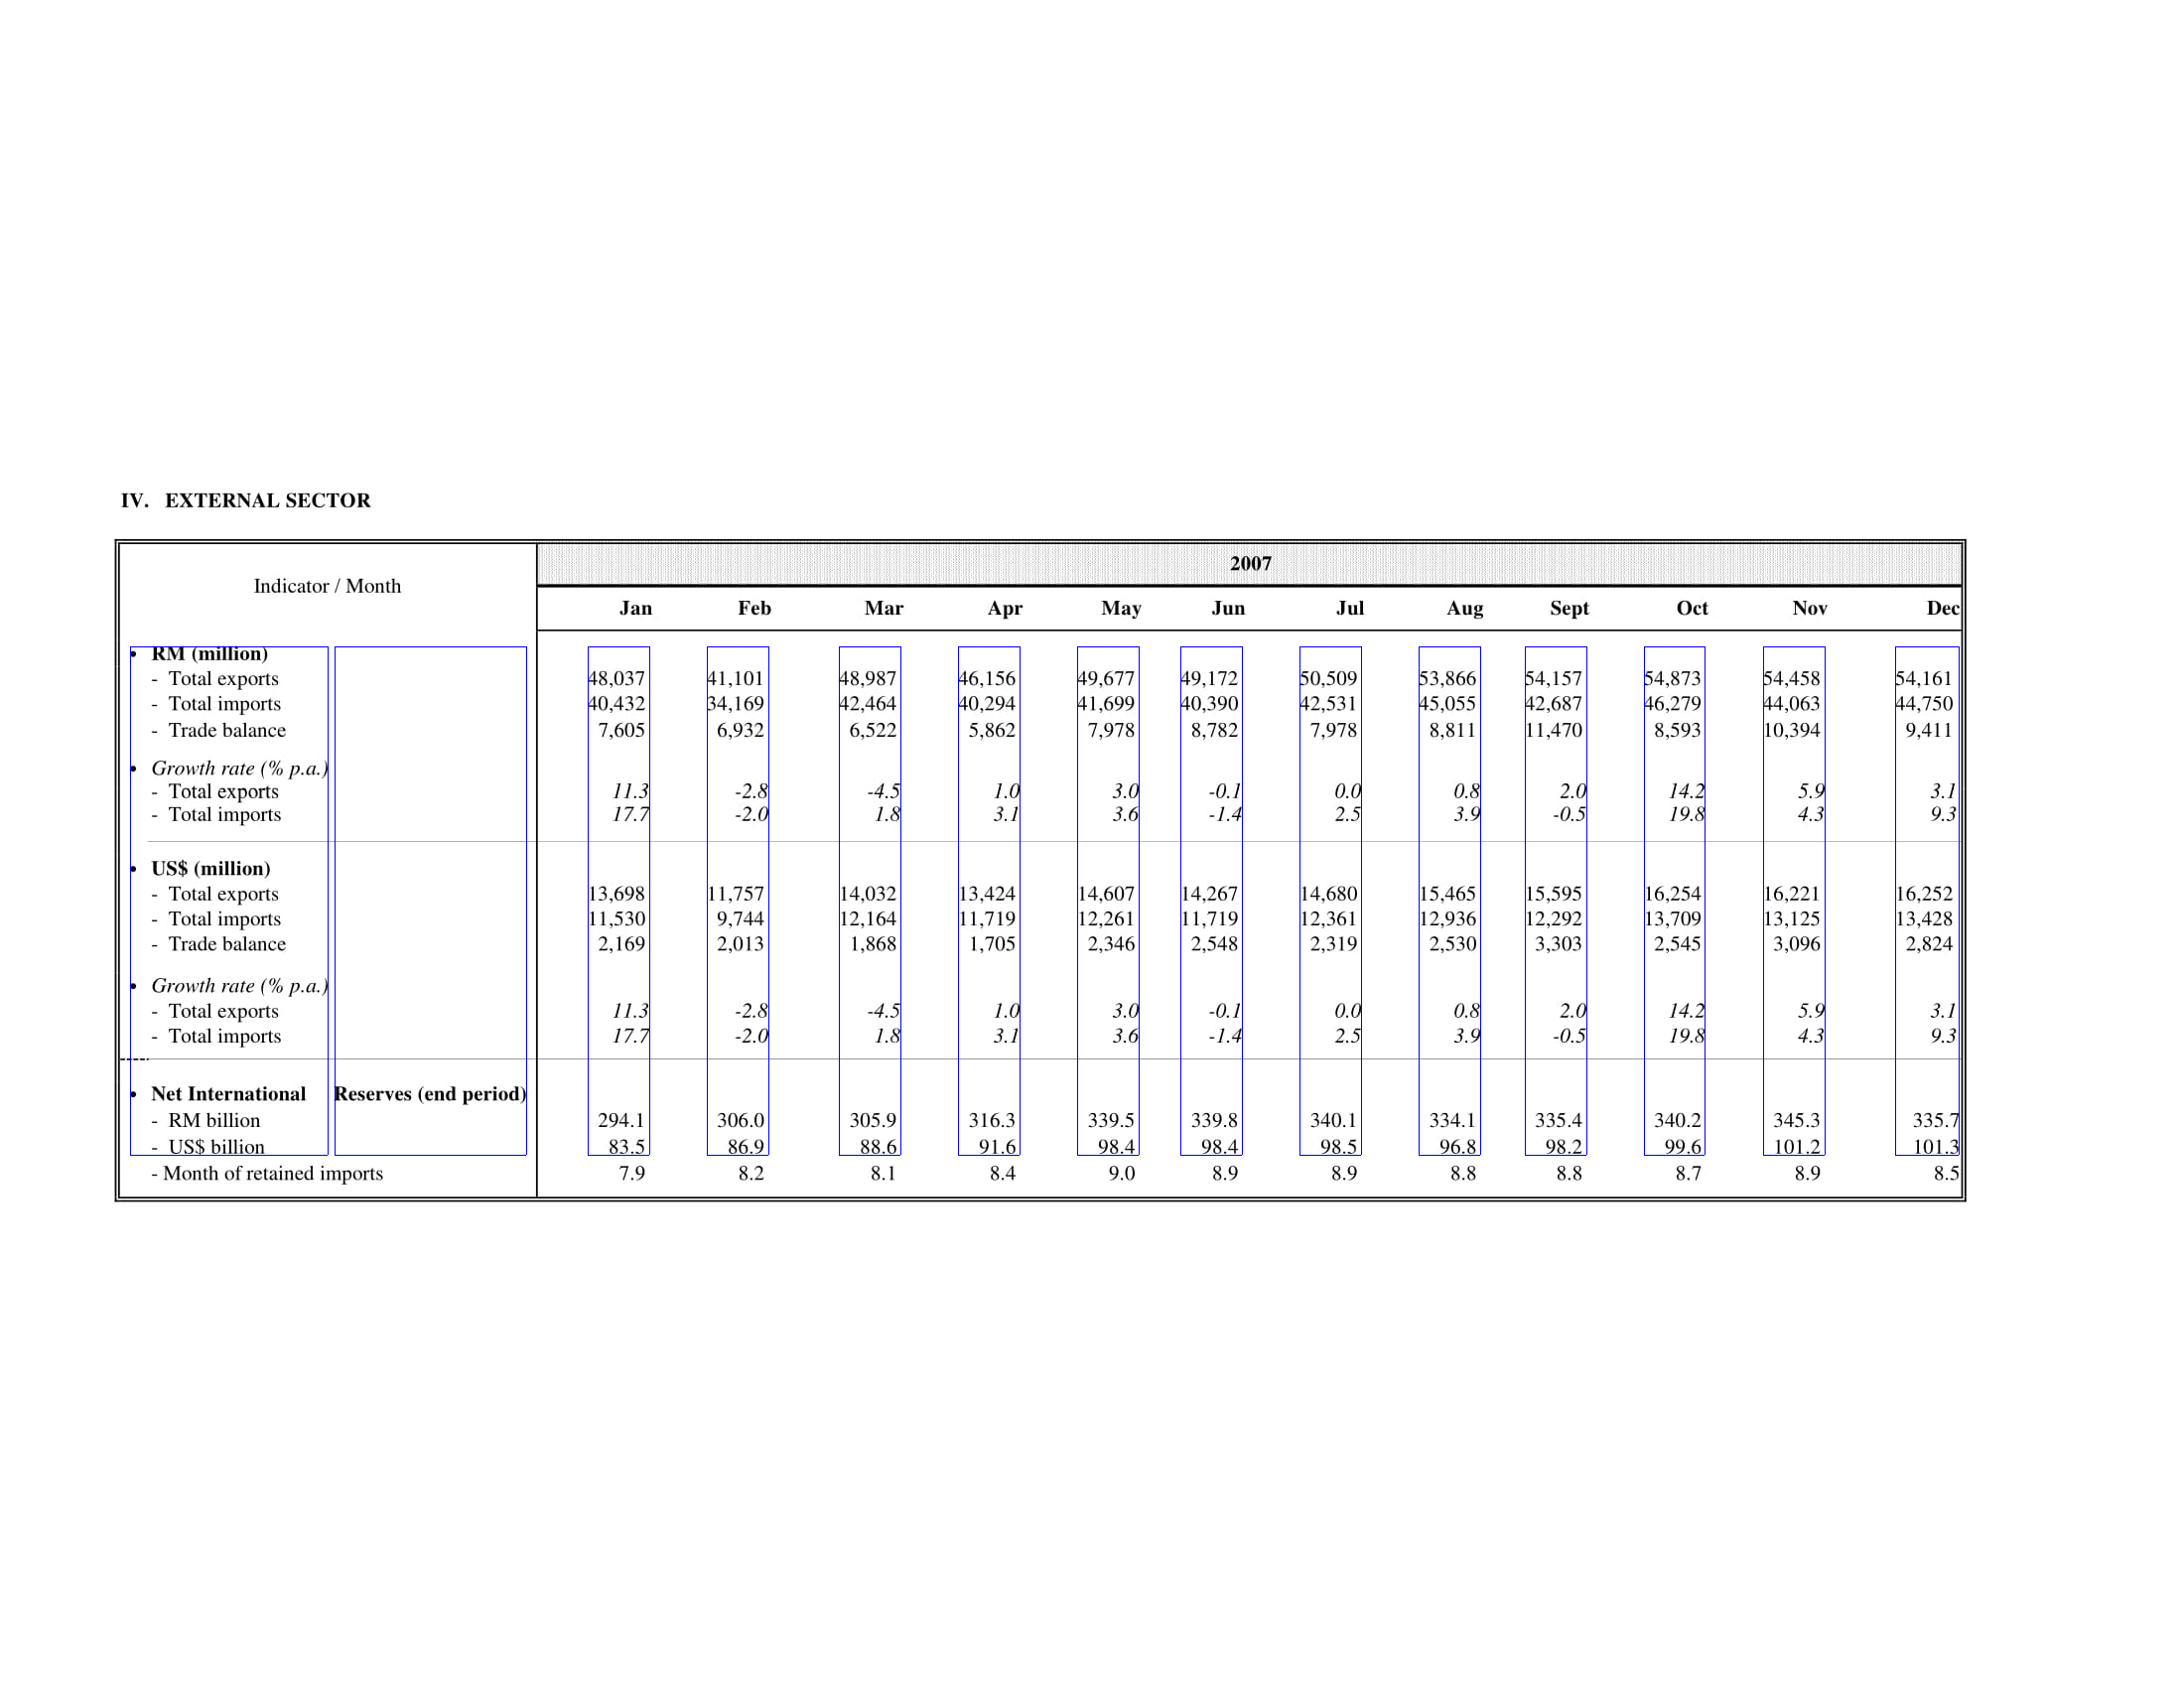 IV. EXTERNAL SECTOR
2007
Indicator / Month
Jan Feb Mar Apr May Jun Jul Aug Sept Oct Nov Dec
• RM (million)
- Total exports 48,037 41,101 48,987 46,156 49,677 49,172 50,509 53,866 54,157 54,873 54,458 54,161
- Total imports 40,432 34,169 42,464 40,294 41,699 40,390 42,531 45,055 42,687 46,279 44,063 44,750
- Trade balance 7,605 6,932 6,522 5,862 7,978 8,782 7,978 8,811 11,470 8,593 10,394 9,411
• Growth rate (% p.a.)
- Total exports 11.3 -2.8 -4.5 1.0 3.0 -0.1 0.0 0.8 2.0 14.2 5.9 3.1
- Total imports 17.7 -2.0 1.8 3.1 3.6 -1.4 2.5 3.9 -0.5 19.8 4.3 9.3
• US$ (million)
- Total exports 13,698 11,757 14,032 13,424 14,607 14,267 14,680 15,465 15,595 16,254 16,221 16,252
- Total imports 11,530 9,744 12,164 11,719 12,261 11,719 12,361 12,936 12,292 13,709 13,125 13,428
- Trade balance 2,169 2,013 1,868 1,705 2,346 2,548 2,319 2,530 3,303 2,545 3,096 2,824
• Growth rate (% p.a.)
- Total exports 11.3 -2.8 -4.5 1.0 3.0 -0.1 0.0 0.8 2.0 14.2 5.9 3.1
- Total imports 17.7 -2.0 1.8 3.1 3.6 -1.4 2.5 3.9 -0.5 19.8 4.3 9.3
• Net International Reserves (end period)
- RM billion 294.1 306.0 305.9 316.3 339.5 339.8 340.1 334.1 335.4 340.2 345.3 335.7
- US$ billion 83.5 86.9 88.6 91.6 98.4 98.4 98.5 96.8 98.2 99.6 101.2 101.3
- Month of retained imports 7.9 8.2 8.1 8.4 9.0 8.9 8.9 8.8 8.8 8.7 8.9 8.5